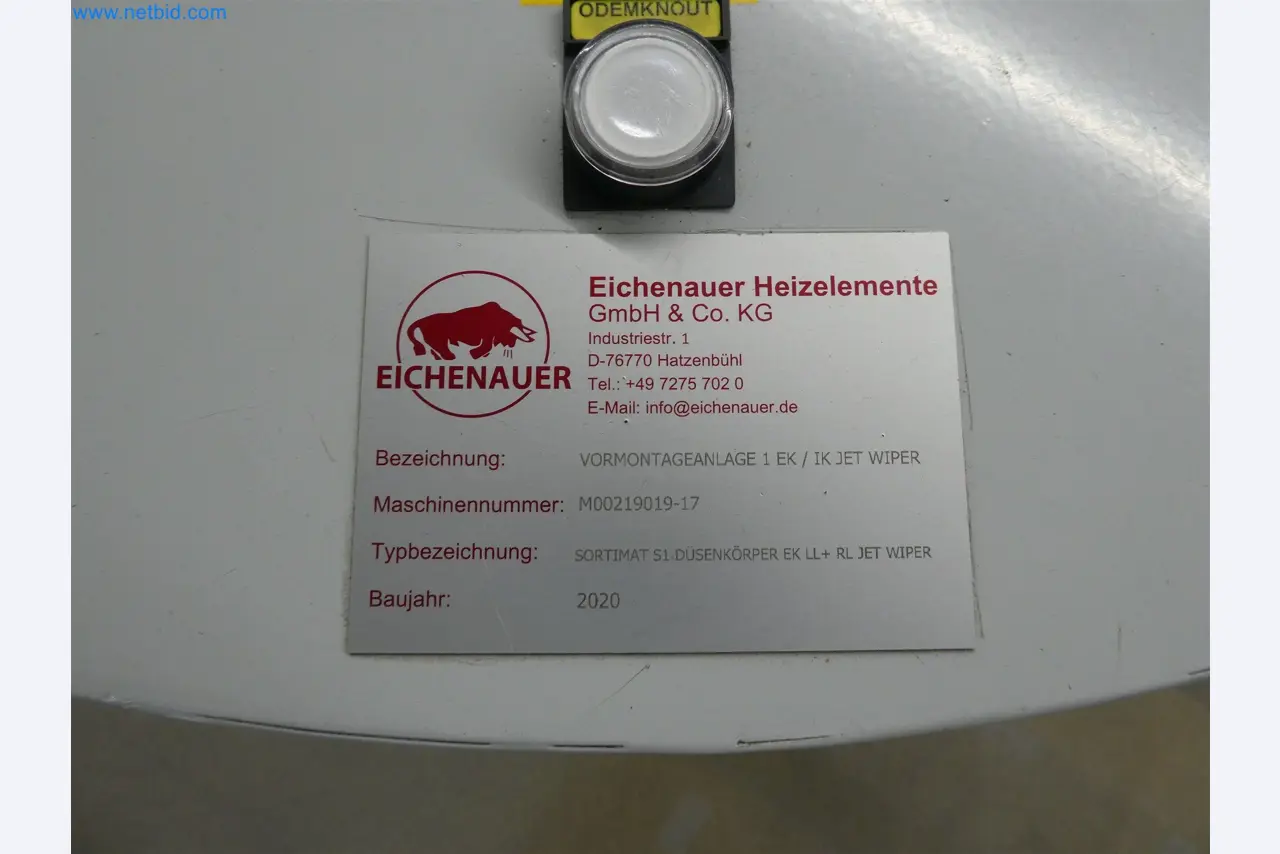 www.netbid.com
ODEMKNOUT
EICHENAUER
Eichenauer Heizelemente
GmbH & Co. KG
Industriestr. 1
D-76770 Hatzenbühl
Tel.: +49 7275 702 0
E-Mail: info@eichenauer.de
Bezeichnung: VORMONTAGEANLAGE 1 EK / IK JET WIPER
Maschinennummer: M00219019-17
Typbezeichnung: SORTIMAT S1 DÜSENKÖRPER EK LL+ RL JET WIPER
Baujahr: 2020